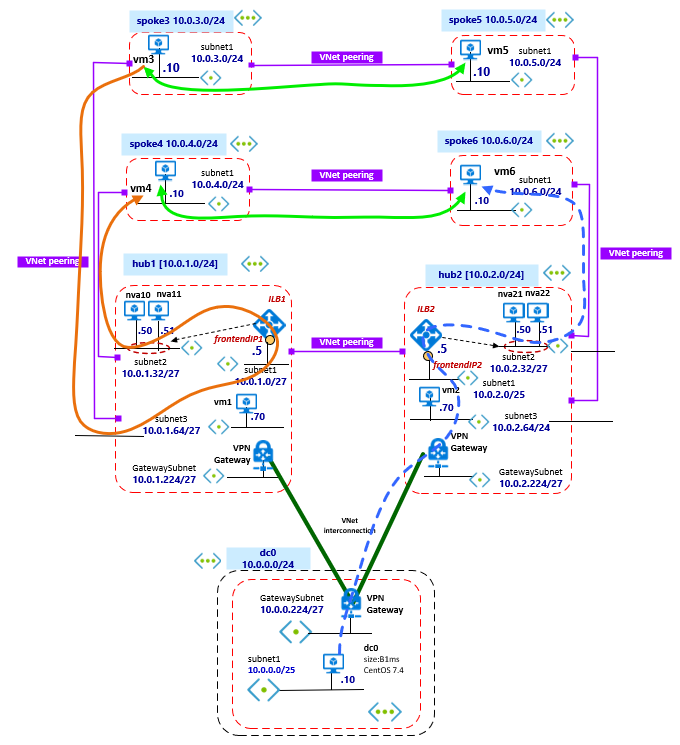 spoke3 10.0.3.0/24
spoke5 10.0.5.0/24
vm3
subnet1
10.0.3.0/24
.10
VNet peering
vm5
subnet1
10.0.5.0/24
.10
spoke4 10.0.4.0/24
spoke6 10.0.6.0/24
vm4
subnet1
10.0.4.0/24
.10
VNet peering
vm6
subnet1
10.0.6.0/24
.10
VNet peering
VNet peering
hub1 [10.0.1.0/24]
hub2 [10.0.2.0/24]
nva10 nva11
.50 .51
ILB1
frontendIP1
.5
subnet2
10.0.1.32/27
subnet1
10.0.1.0/27
vm1
.70
subnet3
10.0.1.64/27
VPN
Gateway
GatewaySubnet
10.0.1.224/27
VNet peering
ILB2
nva21 nva22
.50 .51
.5
frontendIP2
subnet2
10.0.2.32/27
subnet1
10.0.2.0/25
vm2
.70
subnet3
10.0.2.64/24
VPN
Gateway
GatewaySubnet
10.0.2.224/27
VNet
interconnection
dc0
10.0.0.0/24
GatewaySubnet
10.0.0.224/27
VPN
Gateway
subnet1
10.0.0.0/25
.10
dc0
size:B1ms
CentOS 7.4